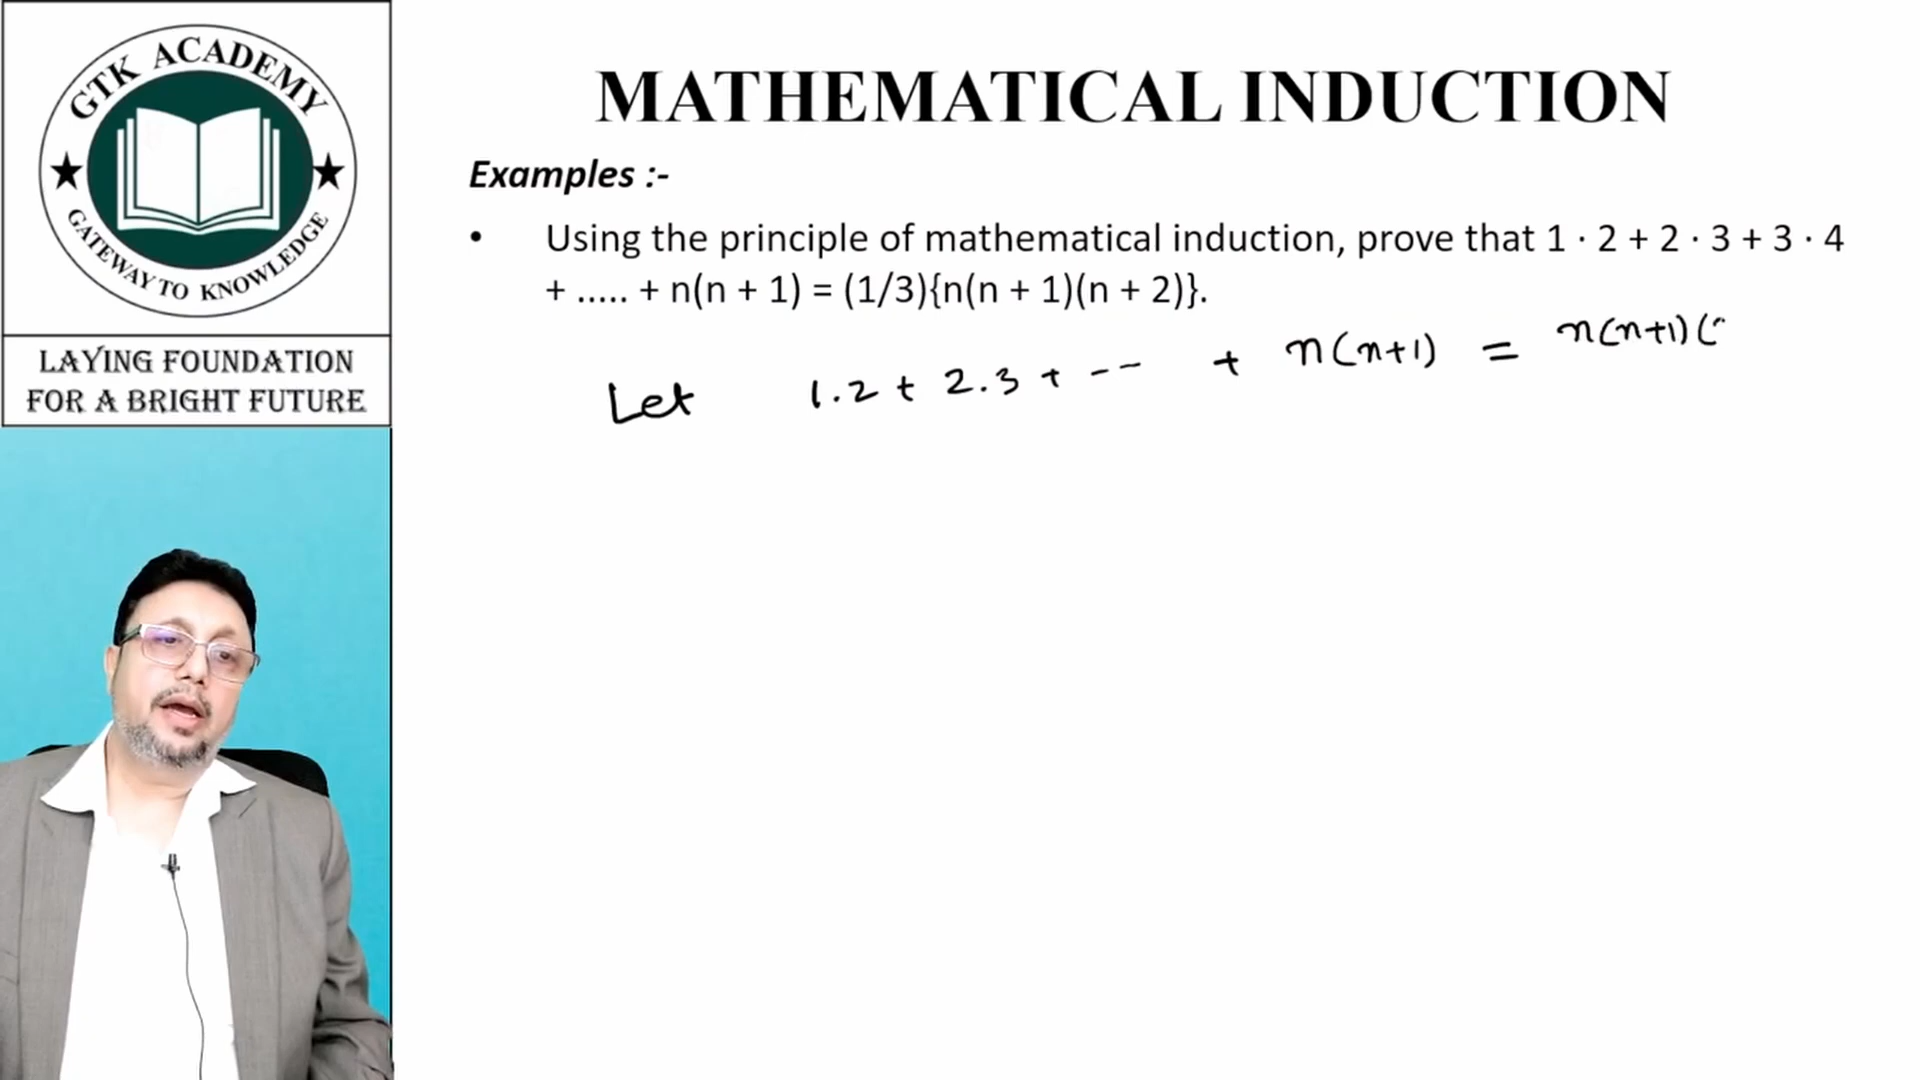 GTK ACADEMY
GATEWAY TO KNOWLEDGE
LAYING FOUNDATION
FOR A BRIGHT FUTURE
MATHEMATICAL INDUCTION
Examples :-
• Using the principle of mathematical induction, prove that 1 · 2 + 2 · 3 + 3 · 4
+ ..... + n(n + 1) = (1/3){n(n + 1)(n + 2)}.
Let 1.2 + 2.3 + -- + n(n+1) = n(n+1)(